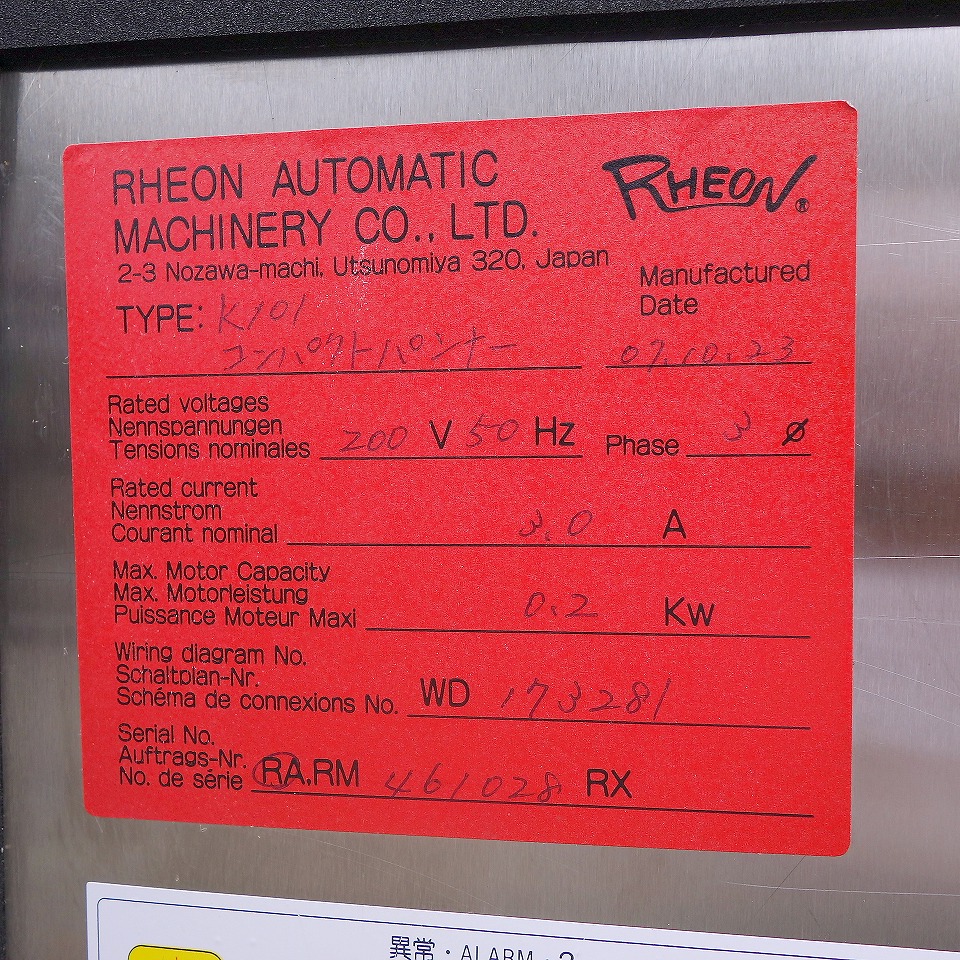 RHEON AUTOMATIC
MACHINERY CO., LTD.
RHEON®
2-3 Nozawa-machi, Utsunomiya 320, Japan
TYPE: K101
コンパクトパンナー
Manufactured
Date
07.10.23
Rated voltages
Nennspannungen
Tensions nominales 200 V 50 Hz Phase 3 ø
Rated current
Nennstrom
Courant nominal 3.0 A
Max. Motor Capacity
Max. Motorleistung
Puissance Moteur Maxi 0.2 Kw
Wiring diagram No.
Schaltplan-Nr.
Schéma de connexions No. WD 173281
Serial No.
Auftrags-Nr.
No. de série RA.RM 461028 RX
異常・ALARM・2